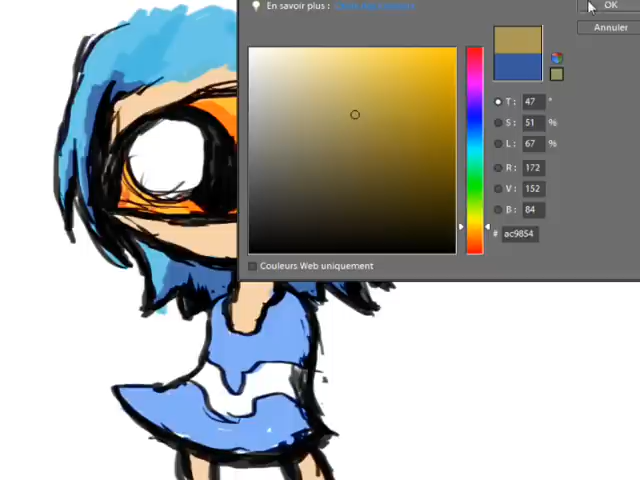 En savoir plus :
OK
Annuler
T : 47 °
S : 51 %
L : 67 %
R : 172
V : 152
B : 84
# ac9854
Couleurs Web uniquement